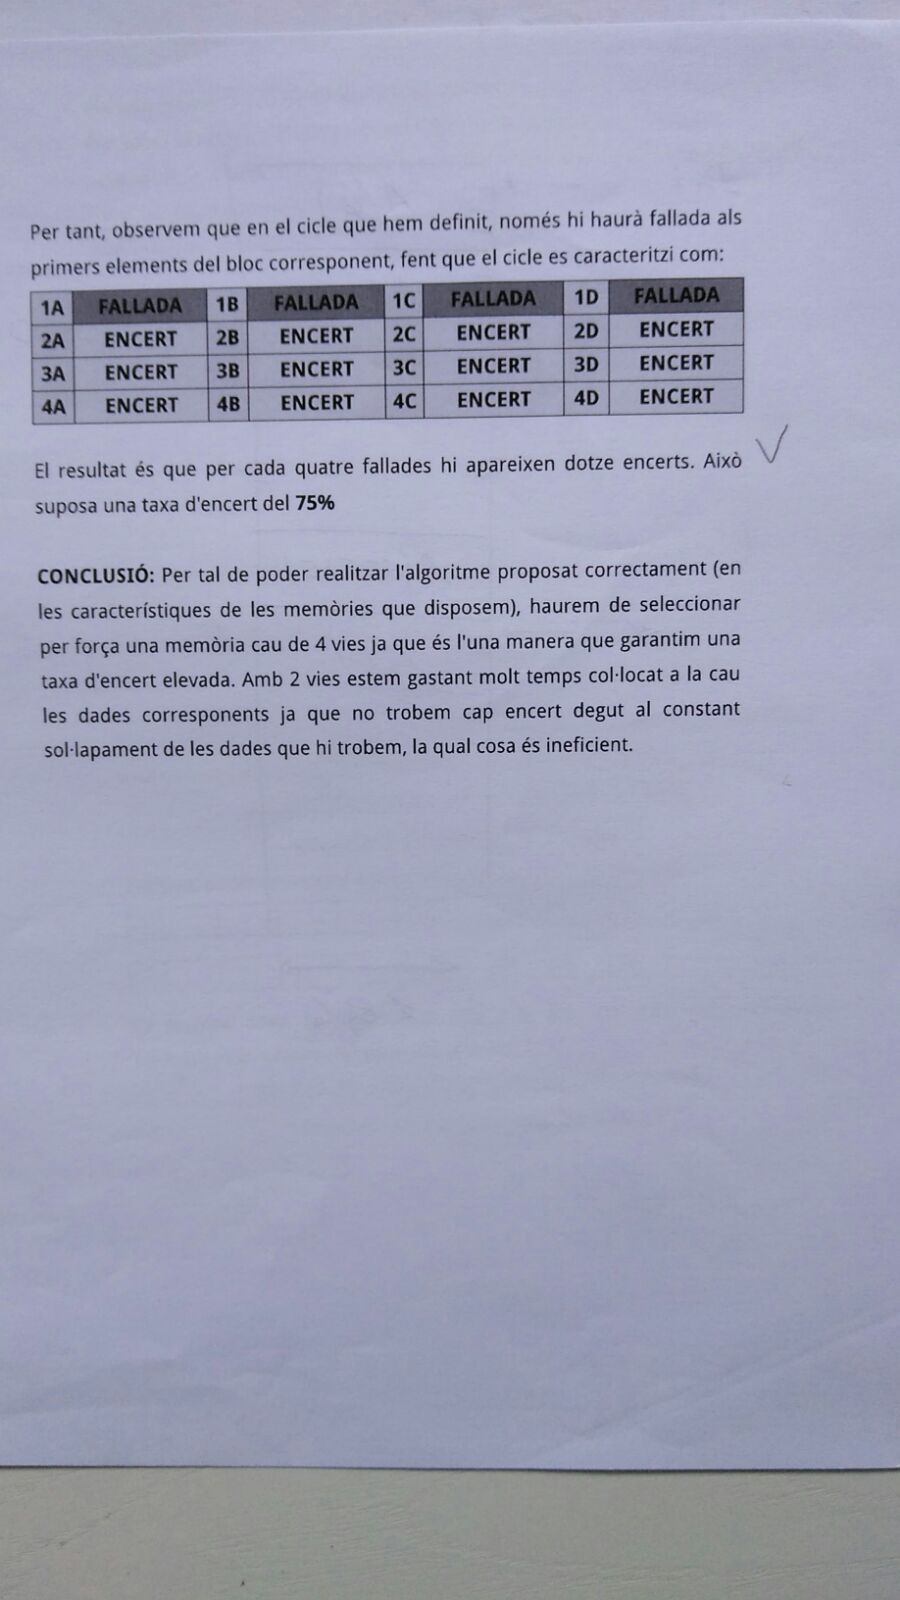 Per tant, observem que en el cicle que hem definit, només hi haurà fallada als
primers elements del bloc corresponent, fent que el cicle es caracteritzi com:
1A FALLADA 1B FALLADA 1C FALLADA 1D FALLADA
2A ENCERT 2B ENCERT 2C ENCERT 2D ENCERT
3A ENCERT 3B ENCERT 3C ENCERT 3D ENCERT
4A ENCERT 4B ENCERT 4C ENCERT 4D ENCERT
El resultat és que per cada quatre fallades hi apareixen dotze encerts. Això
suposa una taxa d'encert del 75%
CONCLUSIÓ: Per tal de poder realitzar l'algoritme proposat correctament (en
les característiques de les memòries que disposem), haurem de seleccionar
per força una memòria cau de 4 vies ja que és l'una manera que garantim una
taxa d'encert elevada. Amb 2 vies estem gastant molt temps col·locat a la cau
les dades corresponents ja que no trobem cap encert degut al constant
sol·lapament de les dades que hi trobem, la qual cosa és ineficient.